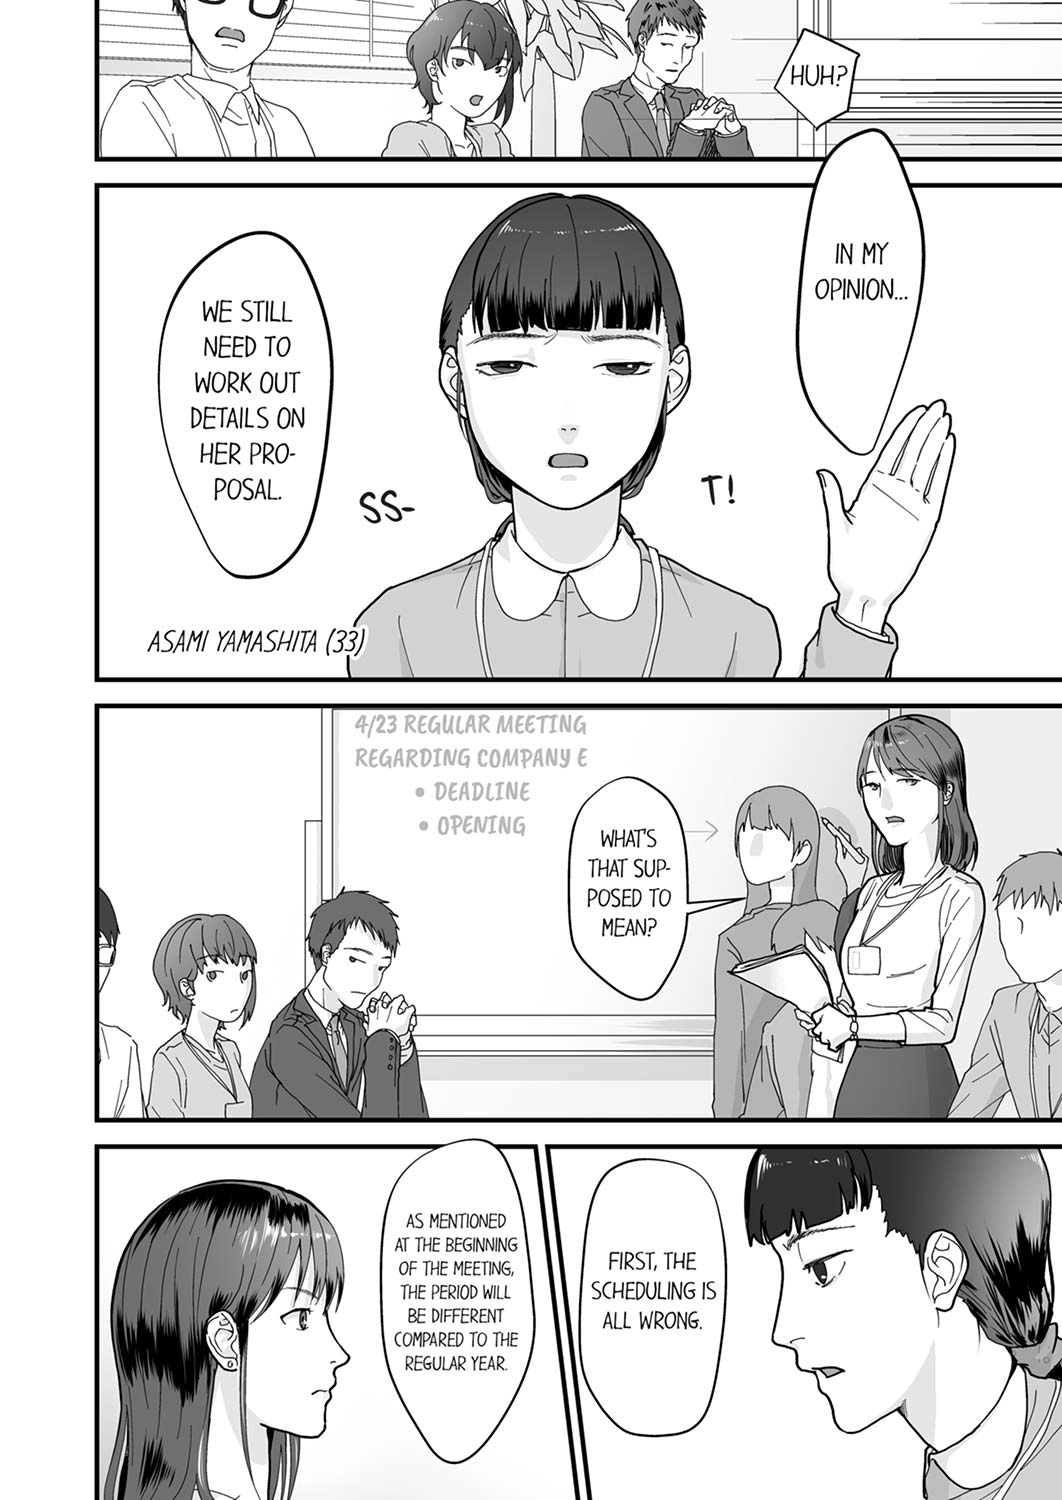 HUH?
IN MY
OPINION...
WE STILL
NEED TO
WORK OUT
DETAILS ON
HER PRO-
POSAL.
SS-
T!
ASAMI YAMASHITA (33)
4/23 REGULAR MEETING
REGARDING COMPANY E
• DEADLINE
• OPENING
WHAT'S
THAT SUP-
POSED TO
MEAN?
FIRST, THE
SCHEDULING IS
ALL WRONG.
AS MENTIONED
AT THE BEGINNING
OF THE MEETING,
THE PERIOD WILL
BE DIFFERENT
COMPARED TO THE
REGULAR YEAR.